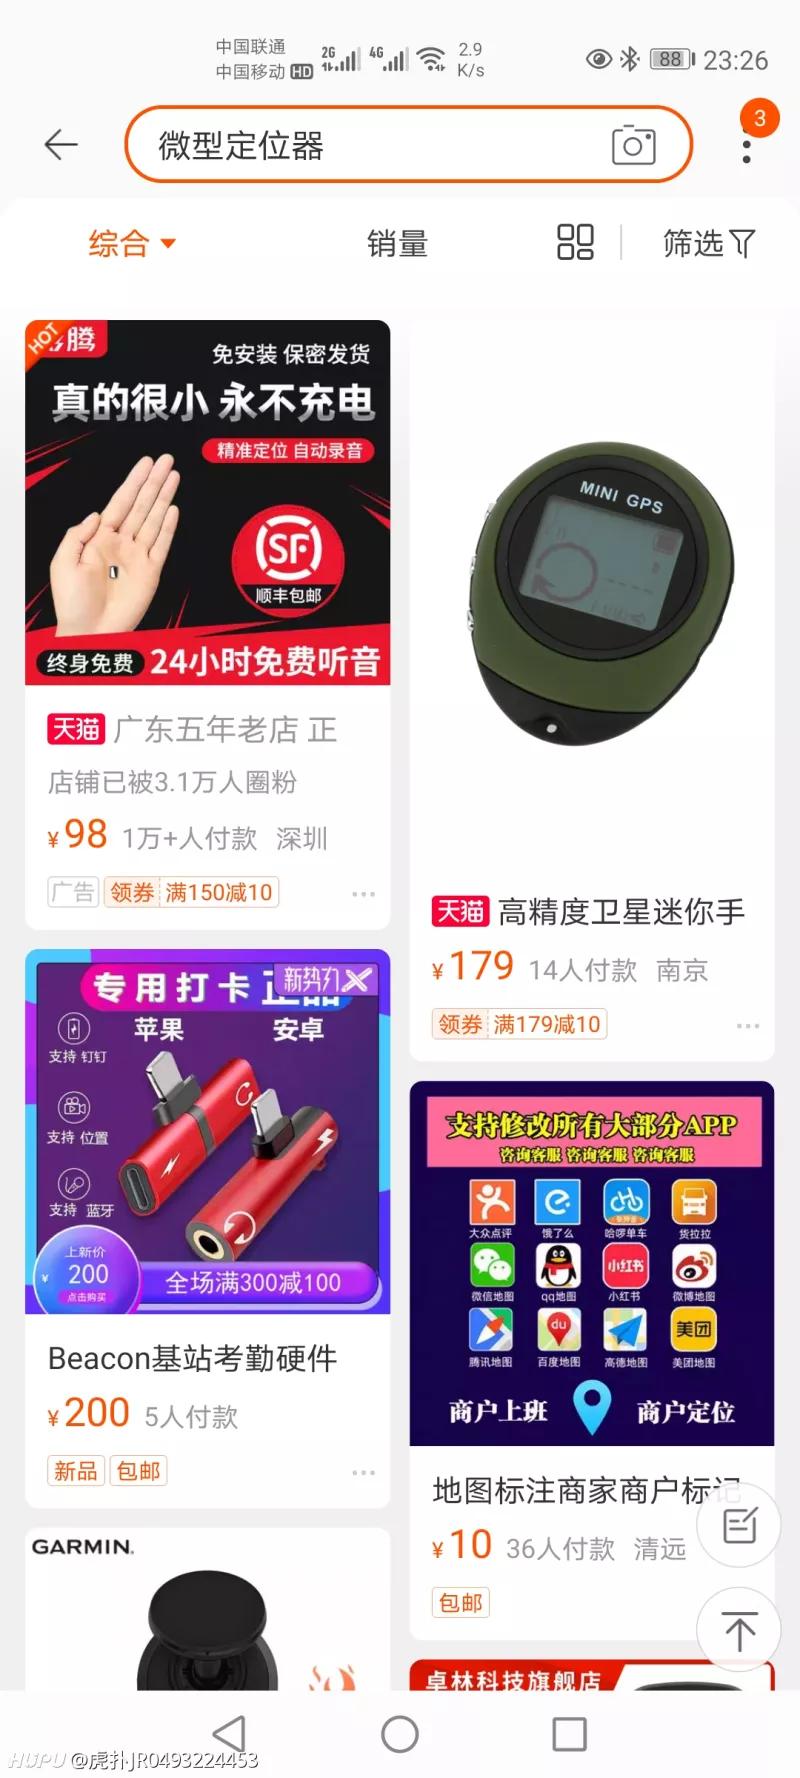 中国联通
中国移动 HD
2G
4G
2.9
K/s
88
23:26
微型定位器
3
综合
销量
筛选
HOT
腾
免安装 保密发货
真的很小 永不充电
精准定位 自动录音
SF
顺丰包邮
终身免费 24小时免费听音
天猫 广东五年老店 正
店铺已被3.1万人圈粉
¥98 1万+人付款 深圳
广告 领券 满150减10
MINI GPS
天猫 高精度卫星迷你手
¥179 14人付款 南京
领券 满179减10
专用打卡
新势力
苹果
安卓
支持 钉钉
支持 位置
支持 蓝牙
上新价
¥ 200
点击购买
全场满300减100
Beacon基站考勤硬件
¥200 5人付款
新品 包邮
支持修改所有大部分APP
咨询客服 咨询客服 咨询客服
大众点评 饿了么 哈啰单车 货拉拉
小红书
微信地图 qq地图 小红书 微博地图
du
美团
腾讯地图 百度地图 高德地图 美团地图
商户上班 商户定位
地图标注商家商户标记
¥10 36人付款 清远
包邮
GARMIN.
卓林科技旗舰店
HUPU @虎扑JR0493224453